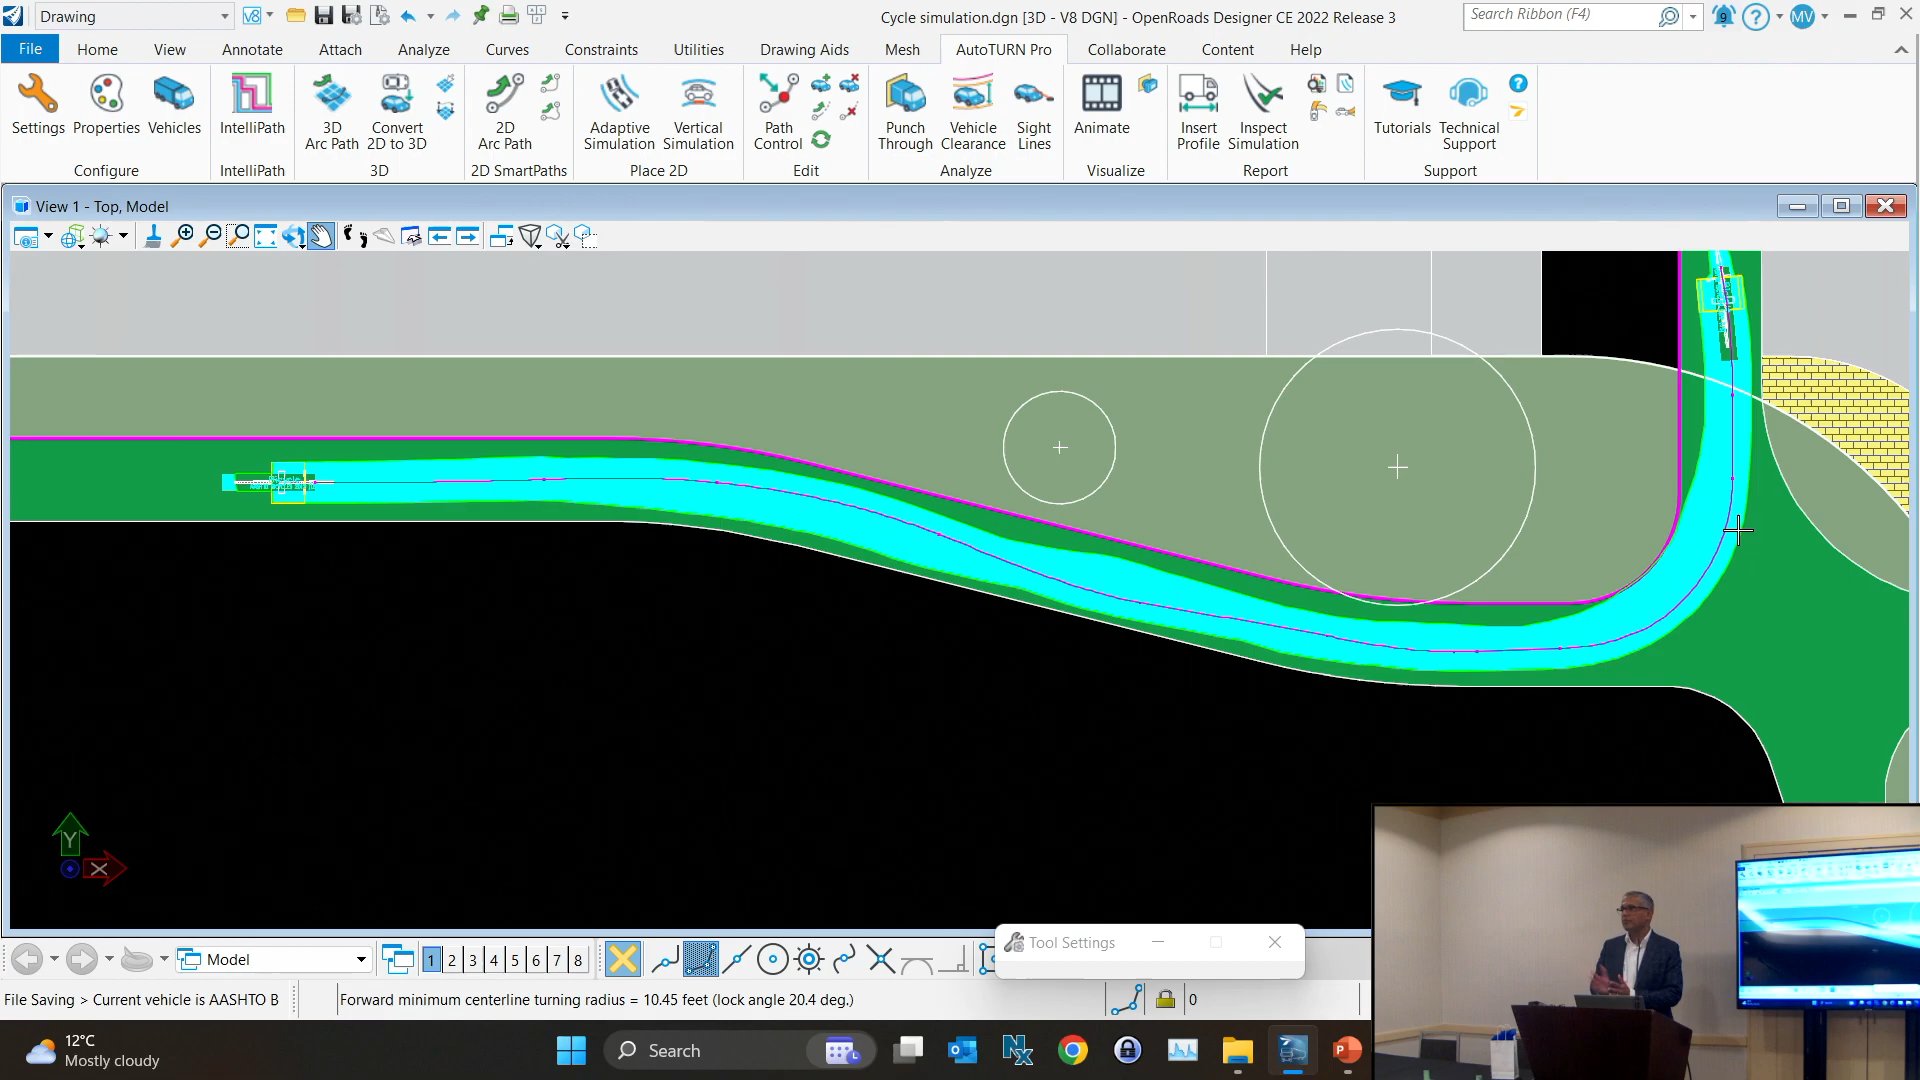 Drawing
V8
Cycle simulation.dgn [3D - V8 DGN] - OpenRoads Designer CE 2022 Release 3
Search Ribbon (F4)
9
MV
File
Home
View
Annotate
Attach
Analyze
Curves
Constraints
Utilities
Drawing Aids
Mesh
AutoTURN Pro
Collaborate
Content
Help
Settings
Properties
Vehicles
IntelliPath
3D
Arc Path
Convert
2D to 3D
2D
Arc Path
Adaptive
Simulation
Vertical
Simulation
Path
Control
Punch
Through
Vehicle
Clearance
Sight
Lines
Animate
Insert
Profile
Inspect
Simulation
Tutorials
Technical
Support
Configure
IntelliPath
3D
2D SmartPaths
Place 2D
Edit
Analyze
Visualize
Report
Support
View 1 - Top, Model
Y
X
Tool Settings
Model
1 2 3 4 5 6 7 8
File Saving > Current vehicle is AASHTO B
Forward minimum centerline turning radius = 10.45 feet (lock angle 20.4 deg.)
0
12°C
Mostly cloudy
Search